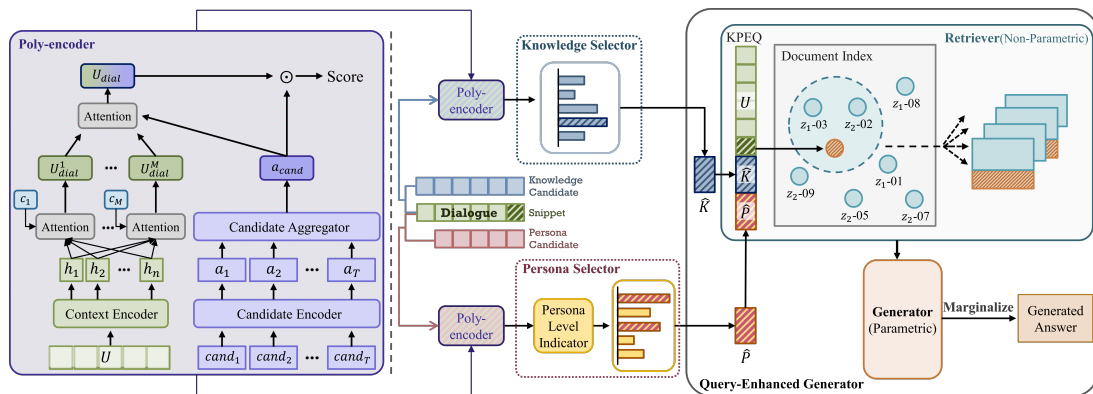 Poly-encoder
U_dial
⊙
Score
Attention
U^1_dial
...
U^M_dial
a_cand
c_1
...
c_M
Attention
Attention
Candidate Aggregator
h_1
h_2
...
h_n
a_1
a_2
...
a_T
Context Encoder
Candidate Encoder
U
cand_1
cand_2
...
cand_T
Knowledge Selector
Poly-
encoder
Knowledge
Candidate
Dialogue
Snippet
Persona
Candidate
Persona Selector
Poly-
encoder
Persona
Level
Indicator
K̂
P̂
Retriever(Non-Parametric)
KPEQ
U
K̂
P̂
Document Index
z_1-08
z_1-03
z_2-02
z_1-01
z_2-09
z_2-05
z_2-07
Generator
(Parametric)
Marginalize
Generated
Answer
Query-Enhanced Generator